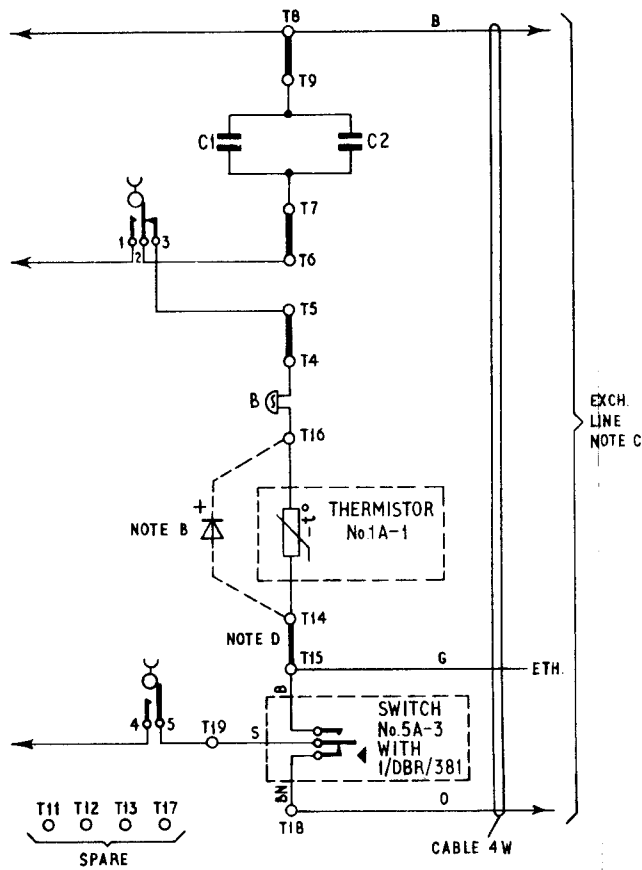 T8
B
T9
C1
C2
T7
1 2 3
T6
T5
T4
B
T16
EXCH.
LINE
NOTE C
+
NOTE B
THERMISTOR
No.1A-1
-t°
T14
NOTE D
T15
G
ETH.
B
SWITCH
No.5A-3
WITH
1/DBR/381
4 5
T19
S
BN
O
T18
T11 T12 T13 T17
SPARE
CABLE 4W